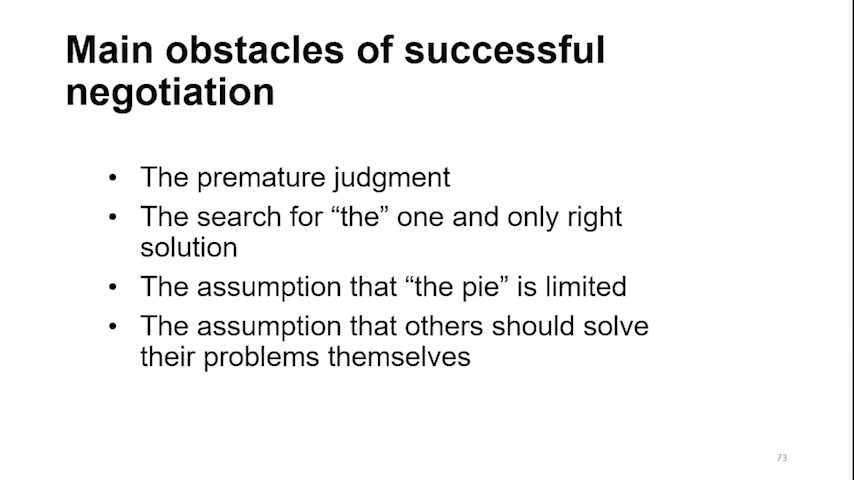 Main obstacles of successful
negotiation
• The premature judgment
• The search for “the” one and only right
solution
• The assumption that “the pie” is limited
• The assumption that others should solve
their problems themselves
73